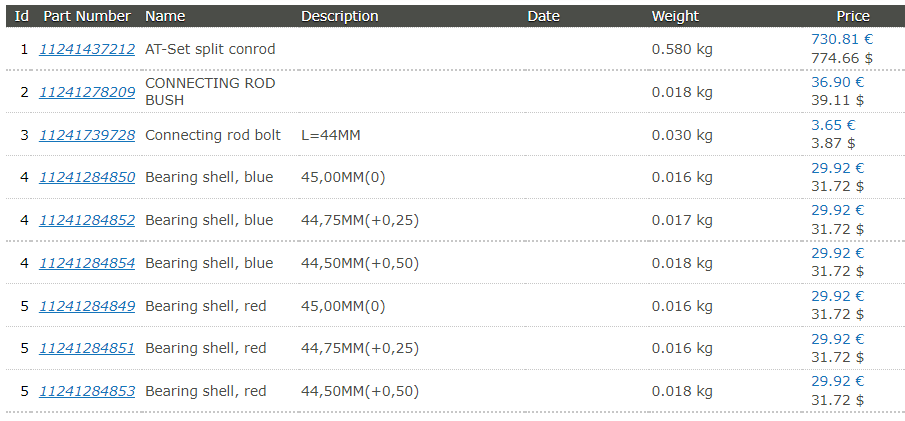 Id Part Number Name Description Date Weight Price
1 11241437212 AT-Set split conrod 0.580 kg 730.81 €
774.66 $
2 11241278209 CONNECTING ROD BUSH 0.018 kg 36.90 €
39.11 $
3 11241739728 Connecting rod bolt L=44MM 0.030 kg 3.65 €
3.87 $
4 11241284850 Bearing shell, blue 45,00MM(0) 0.016 kg 29.92 €
31.72 $
4 11241284852 Bearing shell, blue 44,75MM(+0,25) 0.017 kg 29.92 €
31.72 $
4 11241284854 Bearing shell, blue 44,50MM(+0,50) 0.018 kg 29.92 €
31.72 $
5 11241284849 Bearing shell, red 45,00MM(0) 0.016 kg 29.92 €
31.72 $
5 11241284851 Bearing shell, red 44,75MM(+0,25) 0.016 kg 29.92 €
31.72 $
5 11241284853 Bearing shell, red 44,50MM(+0,50) 0.018 kg 29.92 €
31.72 $